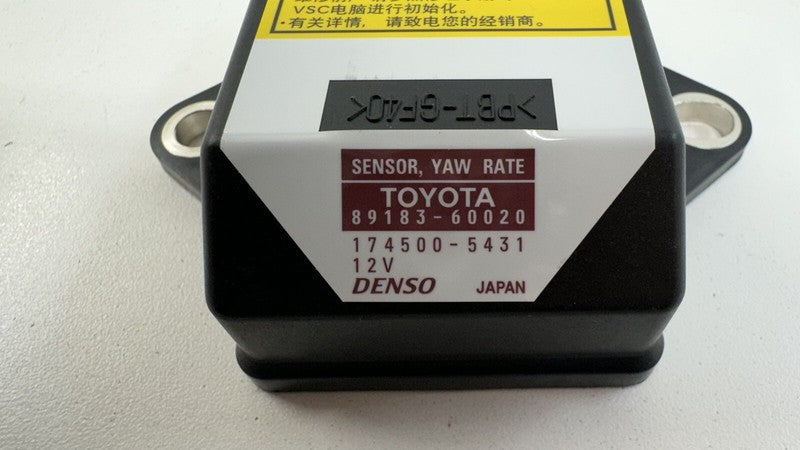 VSC电脑进行初始化。
·有关详情，请致电您的经销商。
>PBT-GF40<
SENSOR, YAW RATE
TOYOTA
89183-60020
174500-5431
12V
DENSO JAPAN